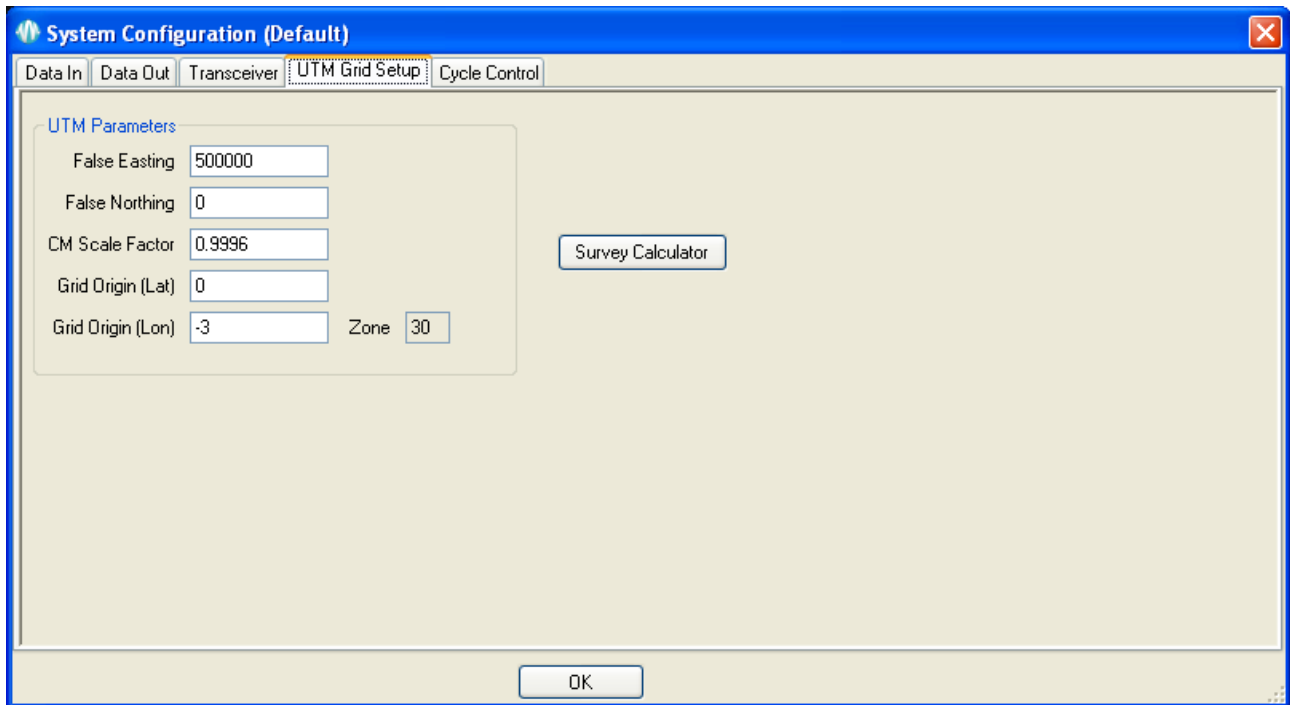 System Configuration (Default)
Data In Data Out Transceiver UTM Grid Setup Cycle Control
UTM Parameters
False Easting 500000
False Northing 0
CM Scale Factor 0.9996
Survey Calculator
Grid Origin (Lat) 0
Grid Origin (Lon) -3 Zone 30
OK